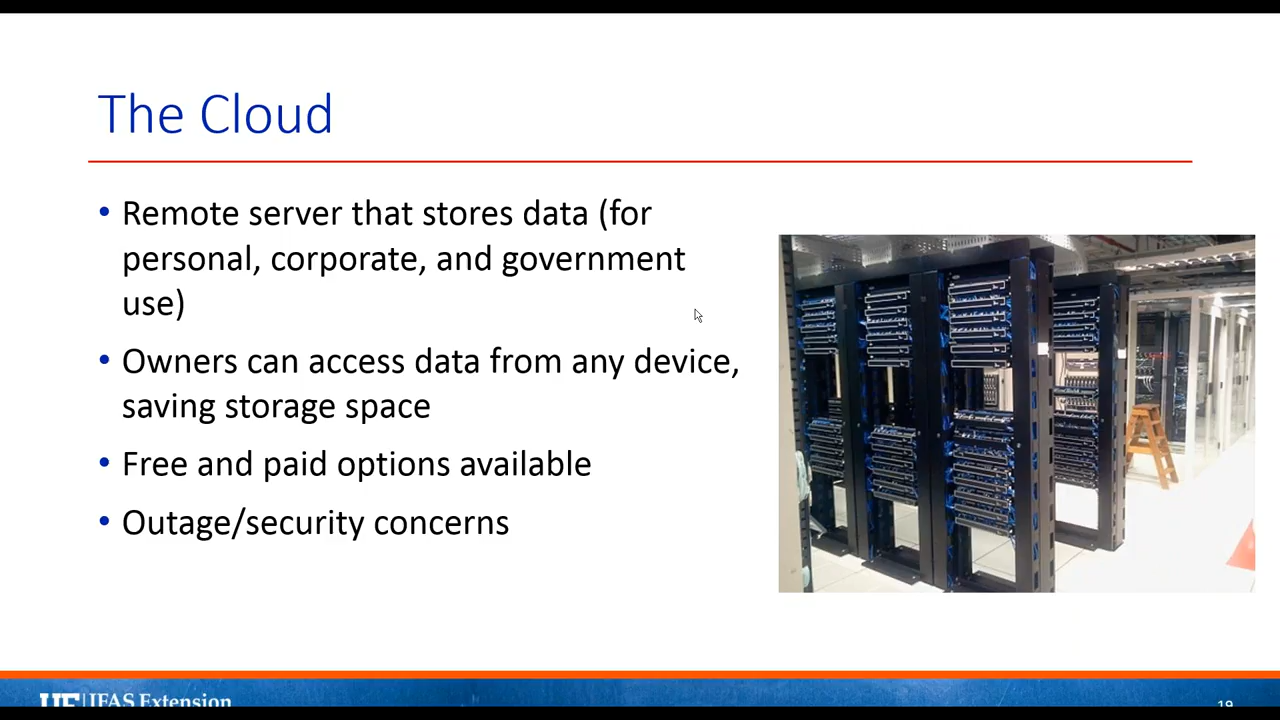 The Cloud
• Remote server that stores data (for
personal, corporate, and government
use)
• Owners can access data from any device,
saving storage space
• Free and paid options available
• Outage/security concerns
UF | IFAS Extension
19